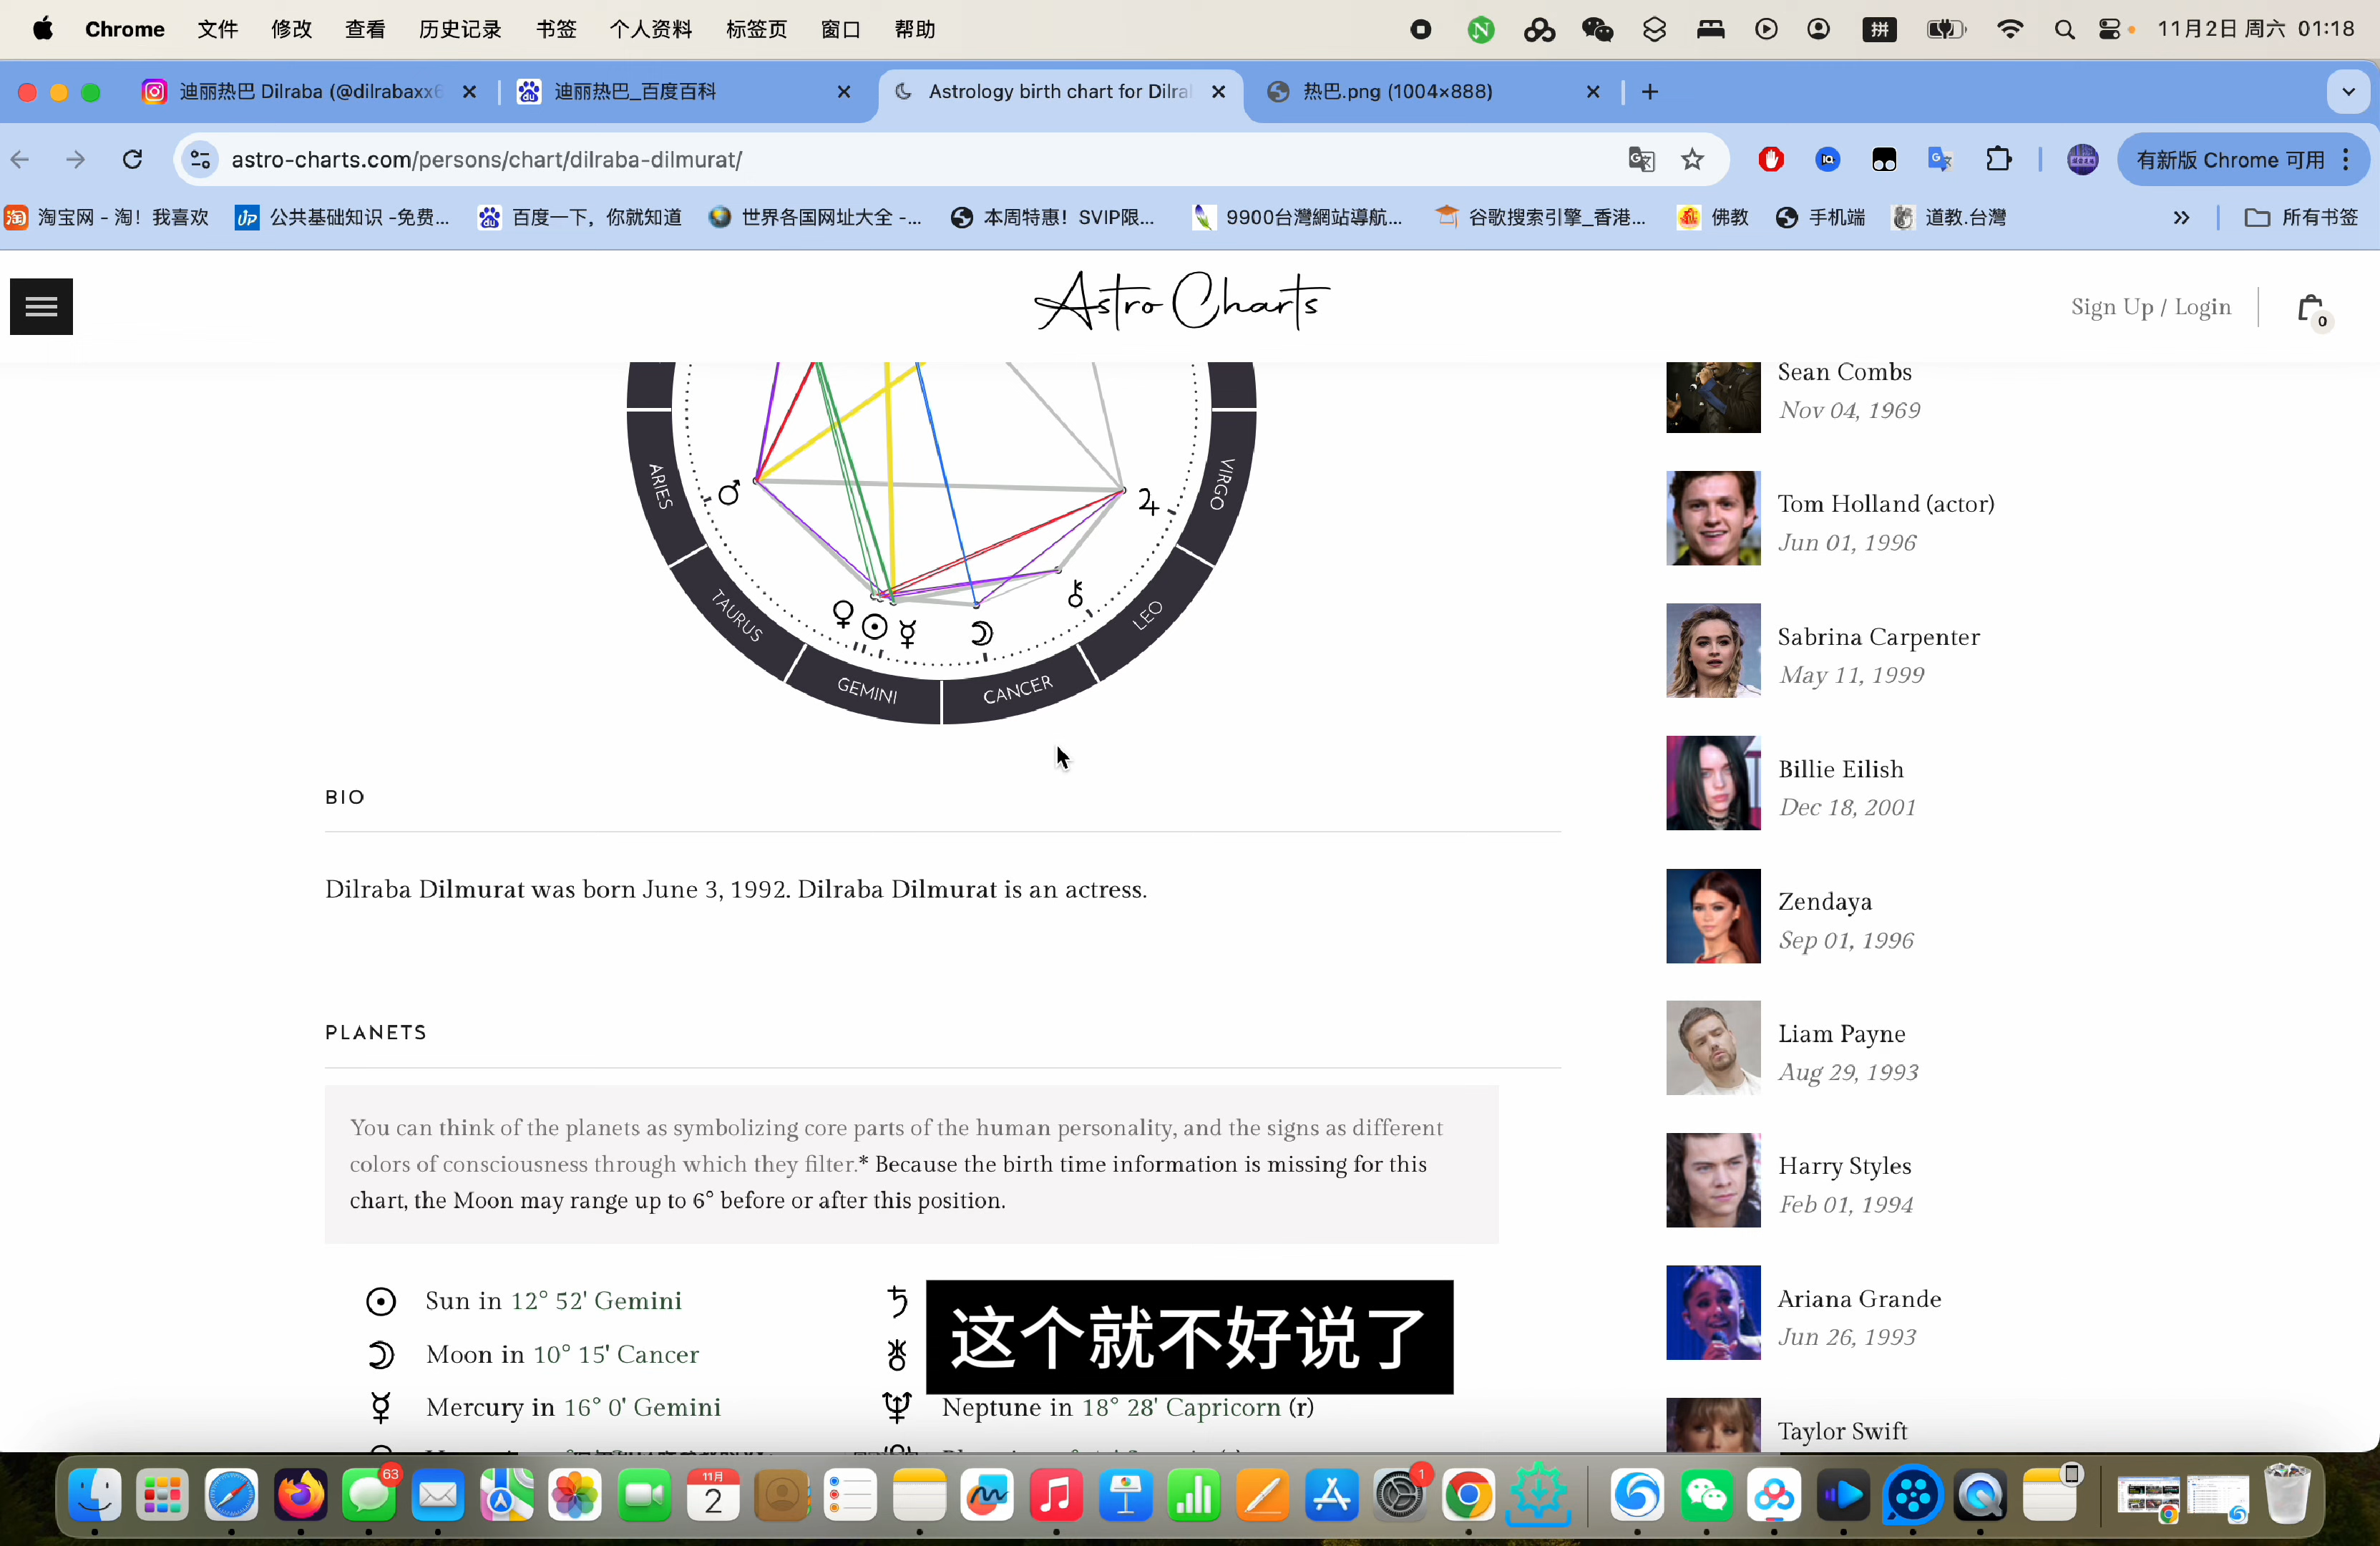 Chrome 文件 修改 查看 历史记录 书签 个人资料 标签页 窗口 帮助 拼 11月2日 周六 01:18
迪丽热巴 Dilraba (@dilrabaxx6 迪丽热巴_百度百科 Astrology birth chart for Dilral 热巴.png (1004×888)
astro-charts.com/persons/chart/dilraba-dilmurat/ 有新版 Chrome 可用
淘宝网 - 淘！我喜欢 公共基础知识 -免费... 百度一下，你就知道 世界各国网址大全 -... 本周特惠！SVIP限... 9900台灣網站導航... 谷歌搜索引擎_香港... 佛教 手机端 道教.台灣 所有书签
Astro Charts
Sign Up / Login
0
ARIES
TAURUS
GEMINI
CANCER
LEO
VIRGO
BIO
Dilraba Dilmurat was born June 3, 1992. Dilraba Dilmurat is an actress.
PLANETS
You can think of the planets as symbolizing core parts of the human personality, and the signs as different
colors of consciousness through which they filter.* Because the birth time information is missing for this
chart, the Moon may range up to 6° before or after this position.
Sun in 12° 52' Gemini
Moon in 10° 15' Cancer
Mercury in 16° 0' Gemini
Neptune in 18° 28' Capricorn (r)
这个就不好说了
Sean Combs
Nov 04, 1969
Tom Holland (actor)
Jun 01, 1996
Sabrina Carpenter
May 11, 1999
Billie Eilish
Dec 18, 2001
Zendaya
Sep 01, 1996
Liam Payne
Aug 29, 1993
Harry Styles
Feb 01, 1994
Ariana Grande
Jun 26, 1993
Taylor Swift
63
11月
2
1